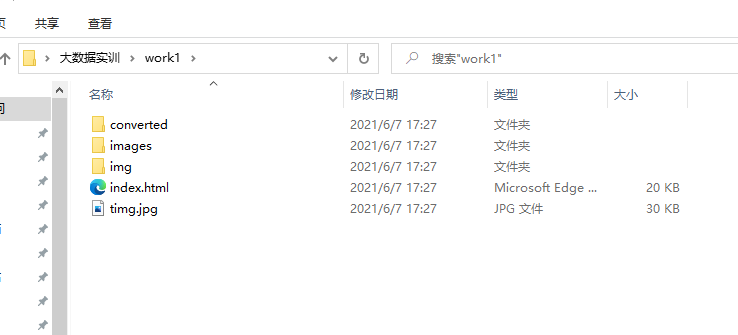 页 共享 查看
大数据实训 work1 搜索"work1"
名称 修改日期 类型 大小
converted 2021/6/7 17:27 文件夹
images 2021/6/7 17:27 文件夹
img 2021/6/7 17:27 文件夹
index.html 2021/6/7 17:27 Microsoft Edge ... 20 KB
timg.jpg 2021/6/7 17:27 JPG 文件 30 KB